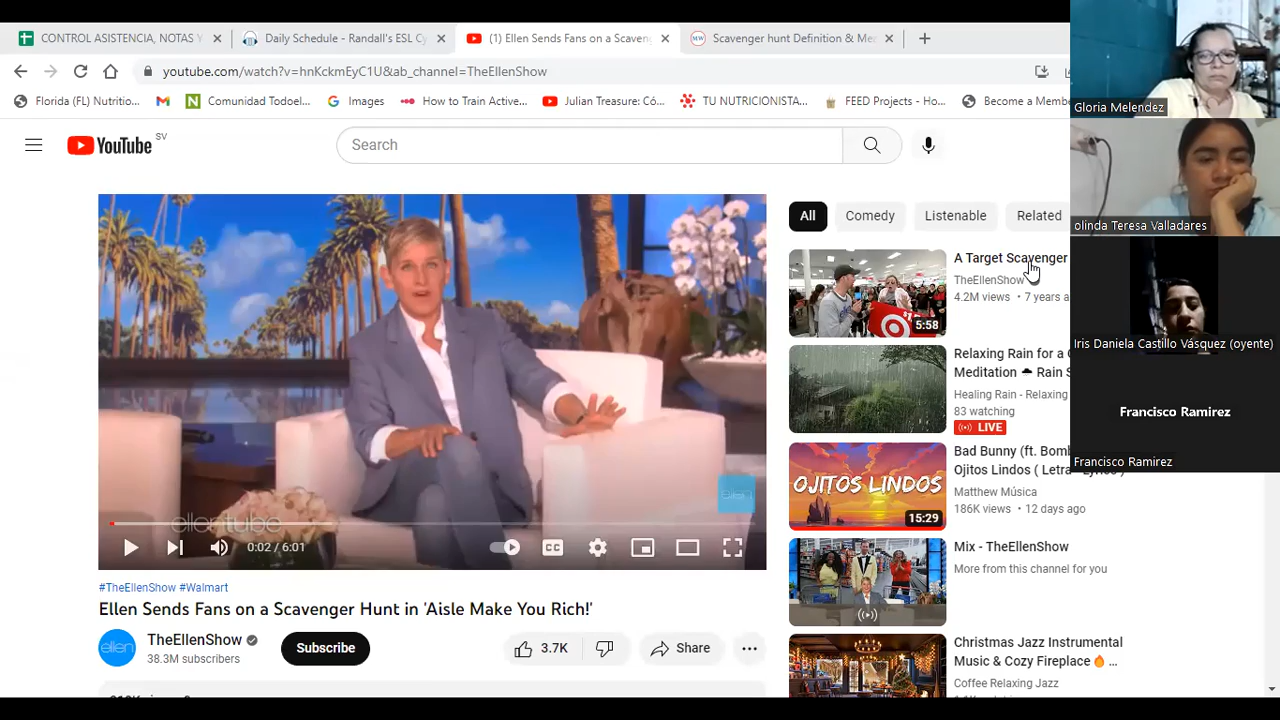 CONTROL ASISTENCIA, NOTAS Y
Daily Schedule - Randall's ESL Cy
(1) Ellen Sends Fans on a Scaveng
Scavenger hunt Definition & Me
youtube.com/watch?v=hnKckmEyC1U&ab_channel=TheEllenShow
Florida (FL) Nutritio...
Comunidad Todoel...
Images
How to Train Active...
Julian Treasure: Có...
TU NUTRICIONISTA...
FEED Projects - Ho...
Become a Membe
YouTube SV
Search
All
Comedy
Listenable
Related
A Target Scavenger
TheEllenShow
4.2M views • 7 years a
5:58
Relaxing Rain for a
Meditation Rain S
Healing Rain - Relaxing
83 watching
LIVE
Bad Bunny (ft. Bomb
Ojitos Lindos ( Letra
Matthew Música
186K views • 12 days ago
OJITOS LINDOS
15:29
Mix - TheEllenShow
More from this channel for you
Christmas Jazz Instrumental
Music & Cozy Fireplace ...
Coffee Relaxing Jazz
ellentube
ellen
0:02 / 6:01
CC
#TheEllenShow #Walmart
Ellen Sends Fans on a Scavenger Hunt in 'Aisle Make You Rich!'
ellen
TheEllenShow
38.3M subscribers
Subscribe
3.7K
Share
Gloria Melendez
olinda Teresa Valladares
Iris Daniela Castillo Vásquez (oyente)
Francisco Ramirez
Francisco Ramirez